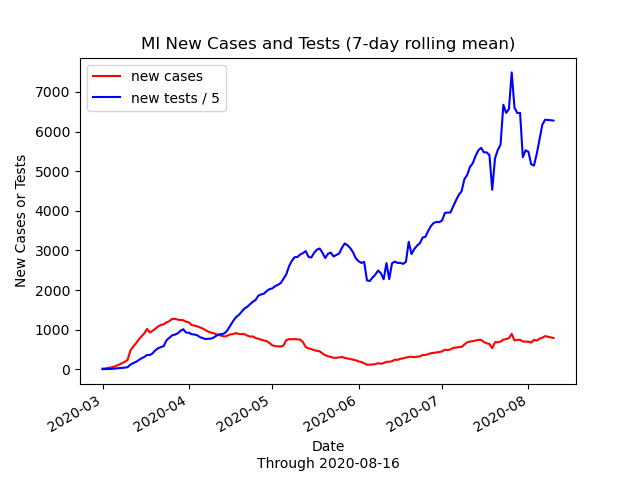 MI New Cases and Tests (7-day rolling mean)
new cases
new tests / 5
7000
6000
5000
4000
3000
2000
1000
0
New Cases or Tests
2020-03
2020-04
2020-05
2020-06
2020-07
2020-08
Date
Through 2020-08-16